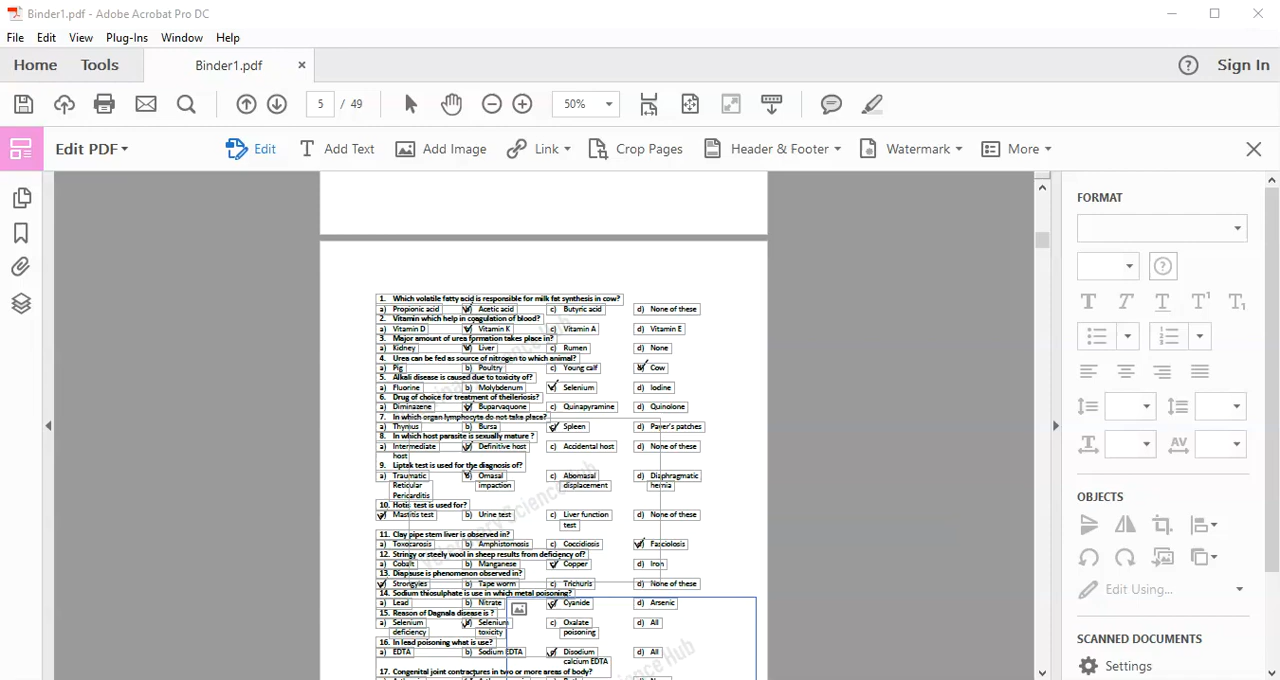 Binder1.pdf - Adobe Acrobat Pro DC
File Edit View Plug-Ins Window Help
Home Tools Binder1.pdf × Sign In
5 / 49 50%
Edit PDF Edit Add Text Add Image Link Crop Pages Header & Footer Watermark More
FORMAT
1. Which volatile fatty acid is responsible for milk fat synthesis in cow?
a) Propionic acid b) Acetic acid c) Butyric acid d) None of these
2. Vitamin which help in coagulation of blood?
a) Vitamin D b) Vitamin K c) Vitamin A d) Vitamin E
3. Major amount of urea formation takes place in?
a) Kidney b) Liver c) Rumen d) None
4. Urea can be fed as source of nitrogen to which animal?
a) Pig b) Poultry c) Young calf d) Cow
5. Alkali disease is caused due to toxicity of?
a) Fluorine b) Molybdenum c) Selenium d) Iodine
6. Drug of choice for treatment of theileriosis?
a) Diminazene b) Buparvaquone c) Quinapyramine d) Quinolone
7. In which organ lymphocyte do not take place?
a) Thymus b) Bursa c) Spleen d) Payer's patches
8. In which host parasite is sexually mature ?
a) Intermediate host b) Definitive host c) Accidental host d) None of these
9. Liptak test is used for the diagnosis of?
a) Traumatic Reticular Pericarditis b) Omasal impaction c) Abomasal displacement d) Diaphragmatic hernia
10. Hotis test is used for?
a) Mastitis test b) Urine test c) Liver function test d) None of these
11. Clay pipe stem liver is observed in?
a) Toxocarosis b) Amphistomosis c) Coccidiosis d) Fasciolosis
12. Stringy or steely wool in sheep results from deficiency of?
a) Cobalt b) Manganese c) Copper d) Iron
13. Diapause is phenomenon observed in?
a) Strongyles b) Tape worm c) Trichuris d) None of these
14. Sodium thiosulphate is use in which metal poisoning?
a) Lead b) Nitrate c) Cyanide d) Arsenic
15. Reason of Dagnala disease is ?
a) Selenium deficiency b) Selenium toxicity c) Oxalate poisoning d) All
16. In lead poisoning what is use?
a) EDTA b) Sodium EDTA c) Disodium calcium EDTA d) All
17. Congenital joint contractures in two or more areas of body?
OBJECTS
Edit Using...
SCANNED DOCUMENTS
Settings